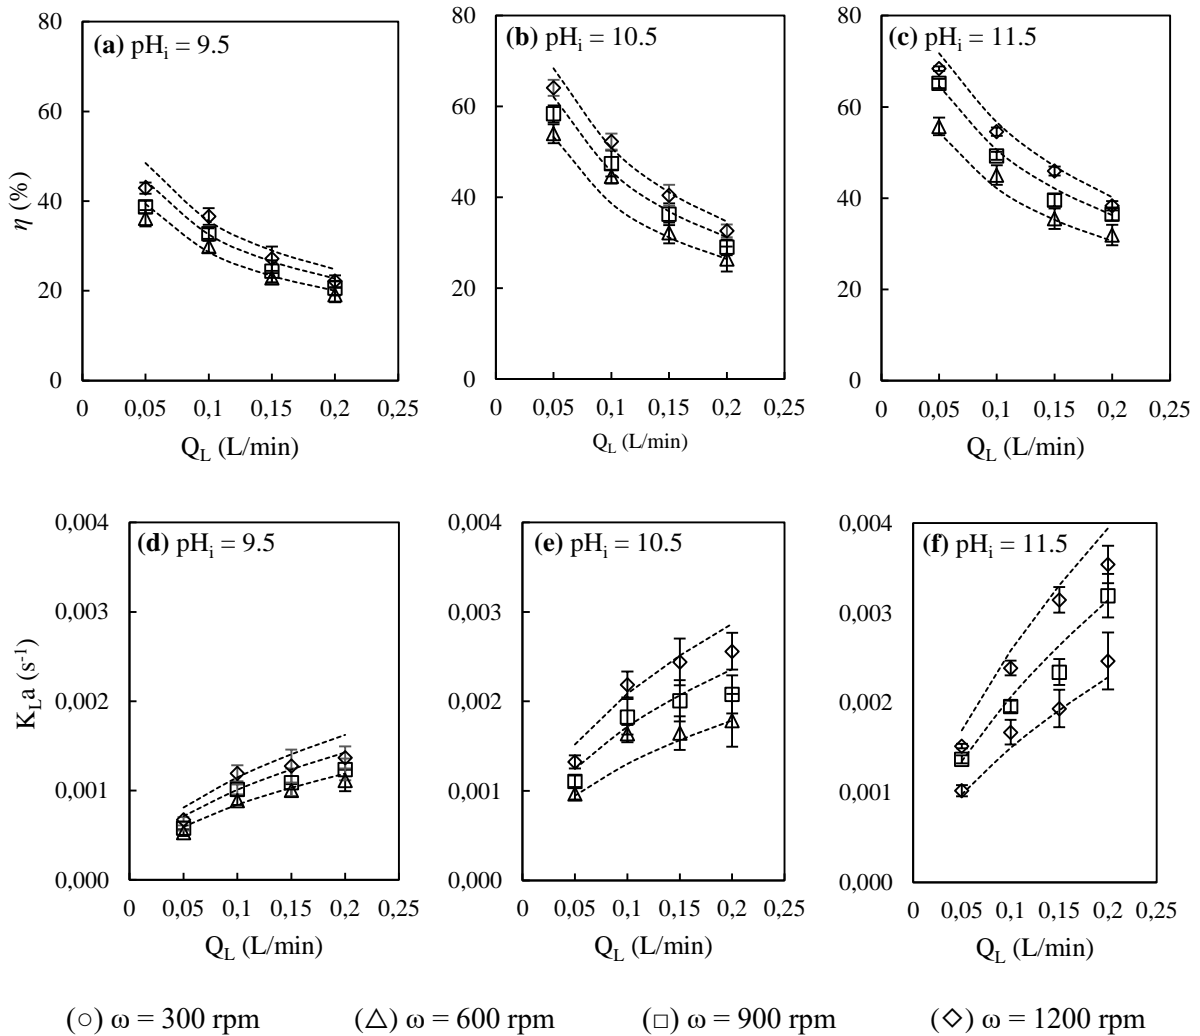 (a) pHi = 9.5
80
60
40
20
0
η (%)
0 0,05 0,1 0,15 0,2 0,25
QL (L/min)
(b) pHi = 10.5
80
60
40
20
0
0 0,05 0,1 0,15 0,2 0,25
QL (L/min)
(c) pHi = 11.5
80
60
40
20
0
0 0,05 0,1 0,15 0,2 0,25
QL (L/min)
(d) pHi = 9.5
0,004
0,003
0,002
0,001
0,000
KLa (s-1)
0 0,05 0,1 0,15 0,2 0,25
QL (L/min)
(e) pHi = 10.5
0,004
0,003
0,002
0,001
0,000
0 0,05 0,1 0,15 0,2 0,25
QL (L/min)
(f) pHi = 11.5
0,004
0,003
0,002
0,001
0,000
0 0,05 0,1 0,15 0,2 0,25
QL (L/min)
(○) ω = 300 rpm (△) ω = 600 rpm (□) ω = 900 rpm (◇) ω = 1200 rpm